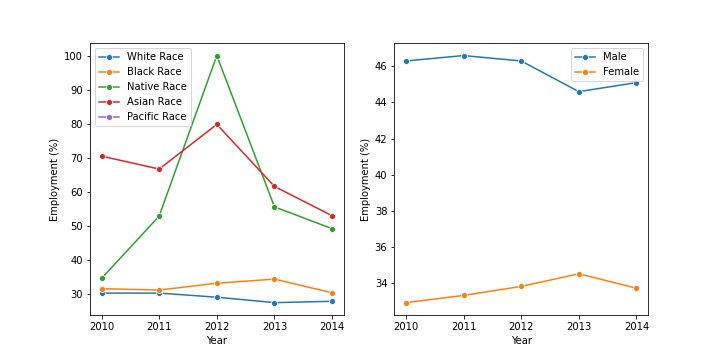 White Race
Black Race
Native Race
Asian Race
Pacific Race
Employment (%)
100
90
80
70
60
50
40
30
2010 2011 2012 2013 2014
Year
Male
Female
Employment (%)
46
44
42
40
38
36
34
2010 2011 2012 2013 2014
Year